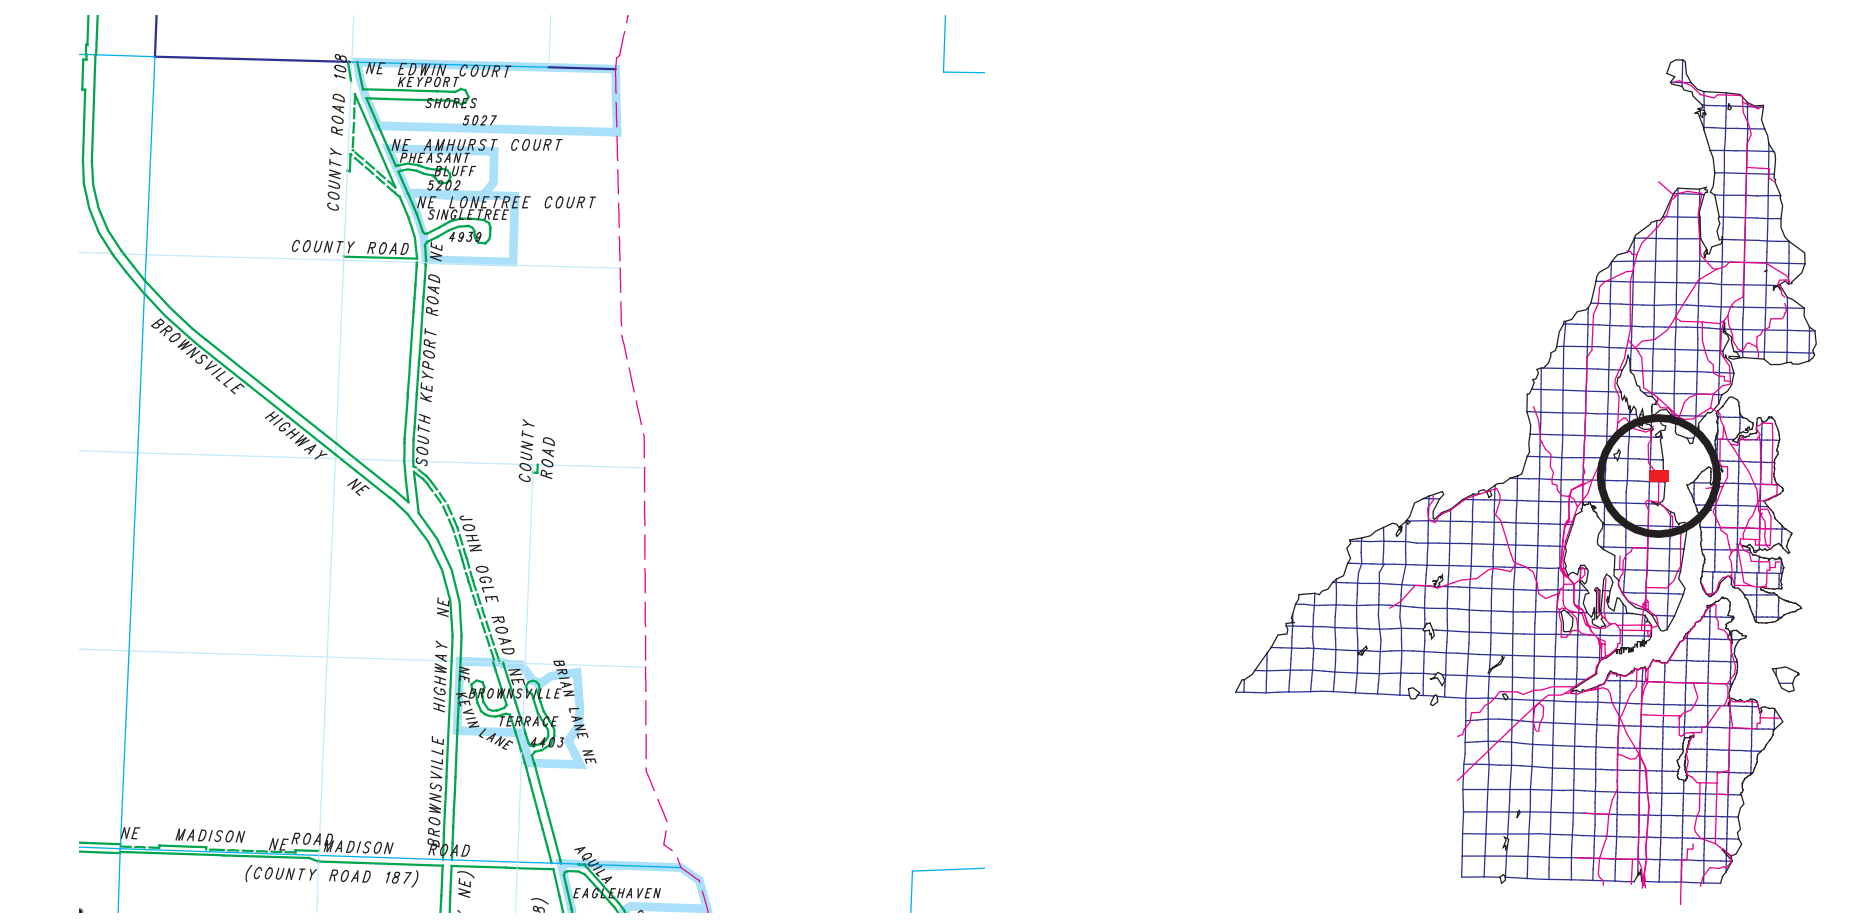 NE EDWIN COURT
KEYPORT
SHORES
5027
COUNTY ROAD 108
NE AMHURST COURT
PHEASANT
BLUFF
5202
NE LONETREE COURT
SINGLETREE
4939
COUNTY ROAD
SOUTH KEYPORT ROAD NE
BROWNSVILLE HIGHWAY NE
COUNTY
ROAD
JOHN OGLE ROAD NE
BROWNSVILLE HIGHWAY NE
NE KEVIN LANE
BROWNSVILLE
TERRACE
4403
BRIAN LANE NE
NE MADISON ROAD
NE MADISON ROAD
(COUNTY ROAD 187)
AQUILA
EAGLEHAVEN
NE)
8)